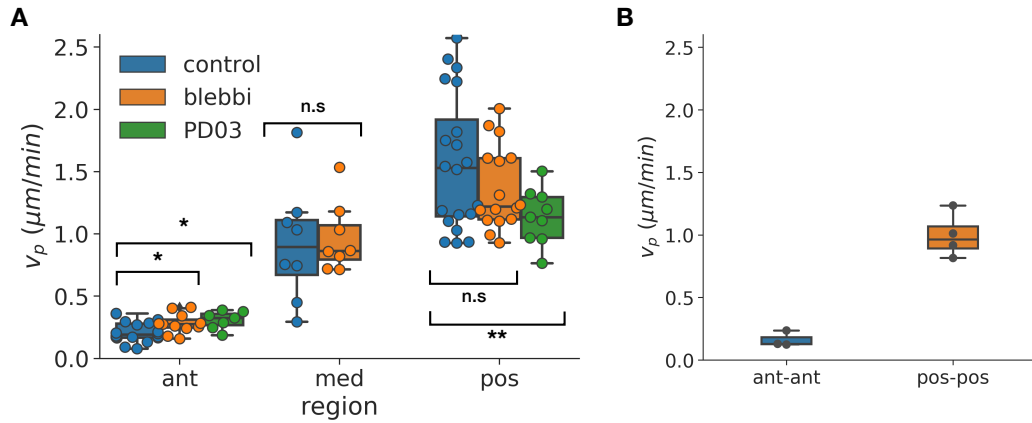 A
2.5
2.0
1.5
1.0
0.5
0.0
v_p (μm/min)
control
blebbi
PD03
n.s
*
*
n.s
**
ant
med
pos
region
B
2.5
2.0
1.5
1.0
0.5
0.0
v_p (μm/min)
ant-ant
pos-pos